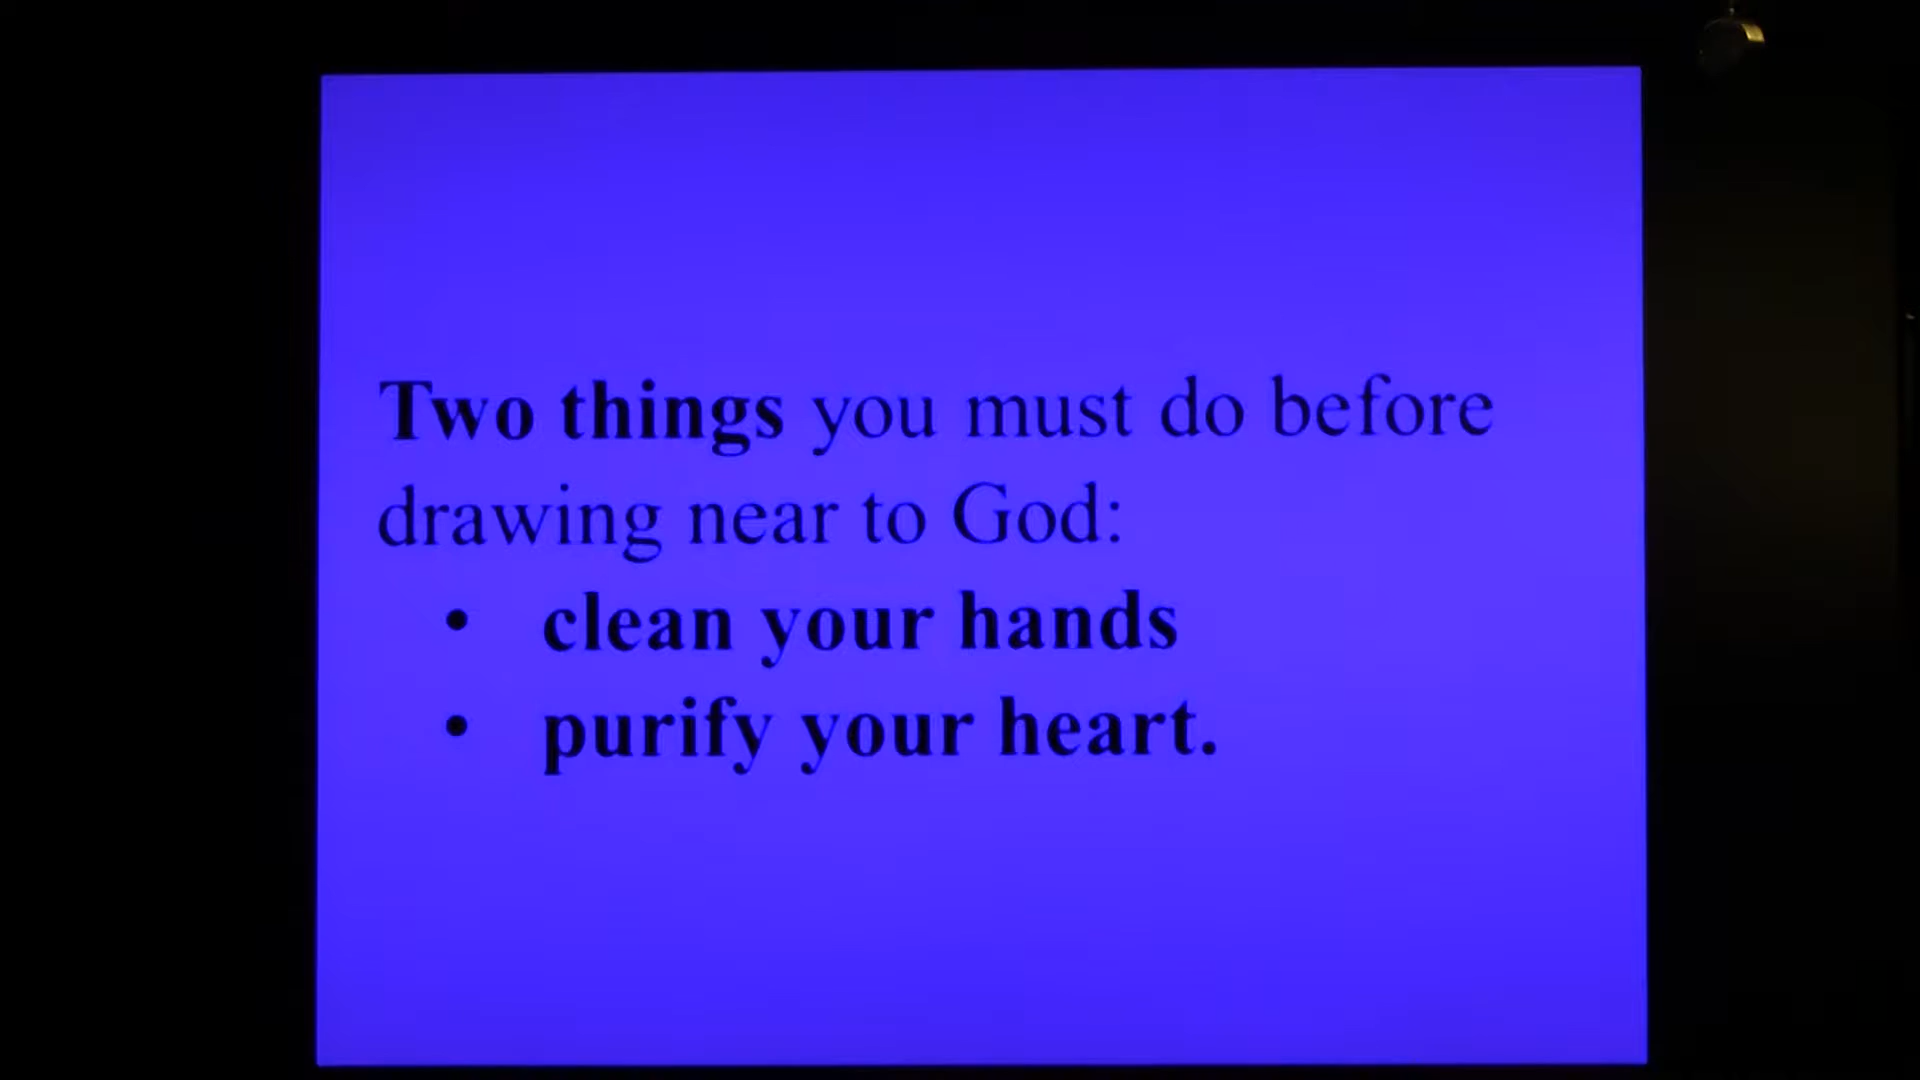 Two things you must do before
drawing near to God:
• clean your hands
• purify your heart.